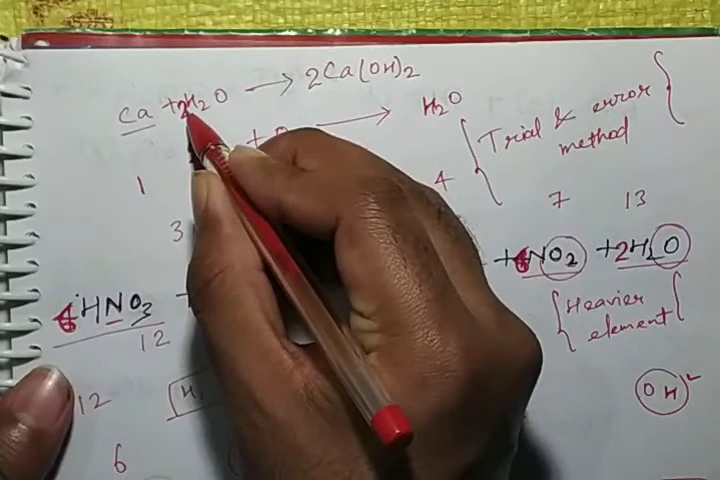 Ca + 2H2O → 2Ca(OH)2
+ → H2O
Trial & error
method
1 4 7 13
3
HNO3 + NO2 + 2H2O
12
{Heavier
element}
12 H OH
6